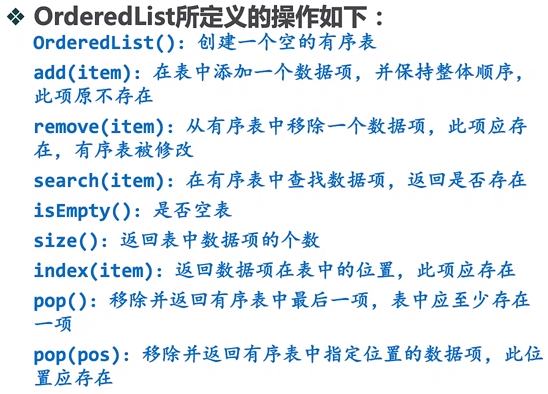 ❖ OrderedList所定义的操作如下：
OrderedList()：创建一个空的有序表
add(item)：在表中添加一个数据项，并保持整体顺序，
此项原不存在
remove(item)：从有序表中移除一个数据项，此项应存
在，有序表被修改
search(item)：在有序表中查找数据项，返回是否存在
isEmpty()：是否空表
size()：返回表中数据项的个数
index(item)：返回数据项在表中的位置，此项应存在
pop()：移除并返回有序表中最后一项，表中应至少存在
一项
pop(pos)：移除并返回有序表中指定位置的数据项，此位
置应存在